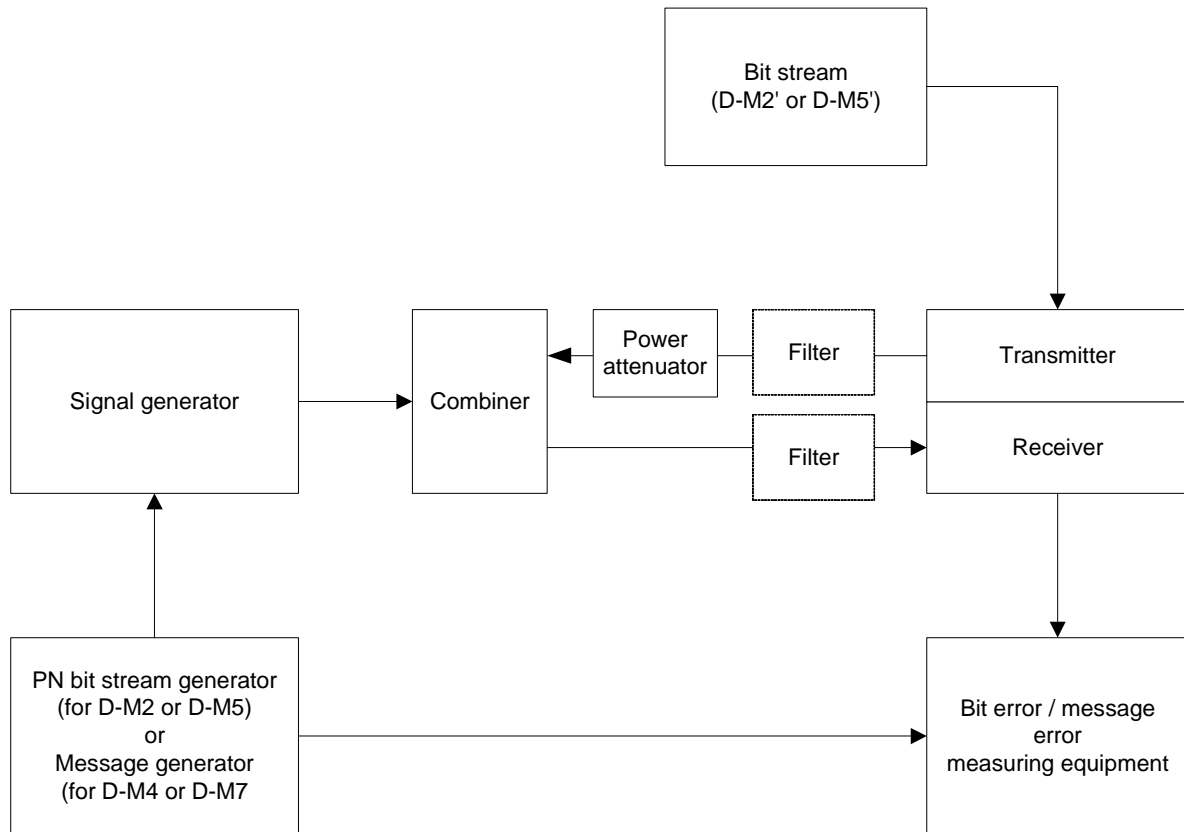 Bit stream
(D-M2' or D-M5')
Signal generator
Combiner
Power
attenuator
Filter
Transmitter
Filter
Receiver
PN bit stream generator
(for D-M2 or D-M5)
or
Message generator
(for D-M4 or D-M7
Bit error / message
error
measuring equipment